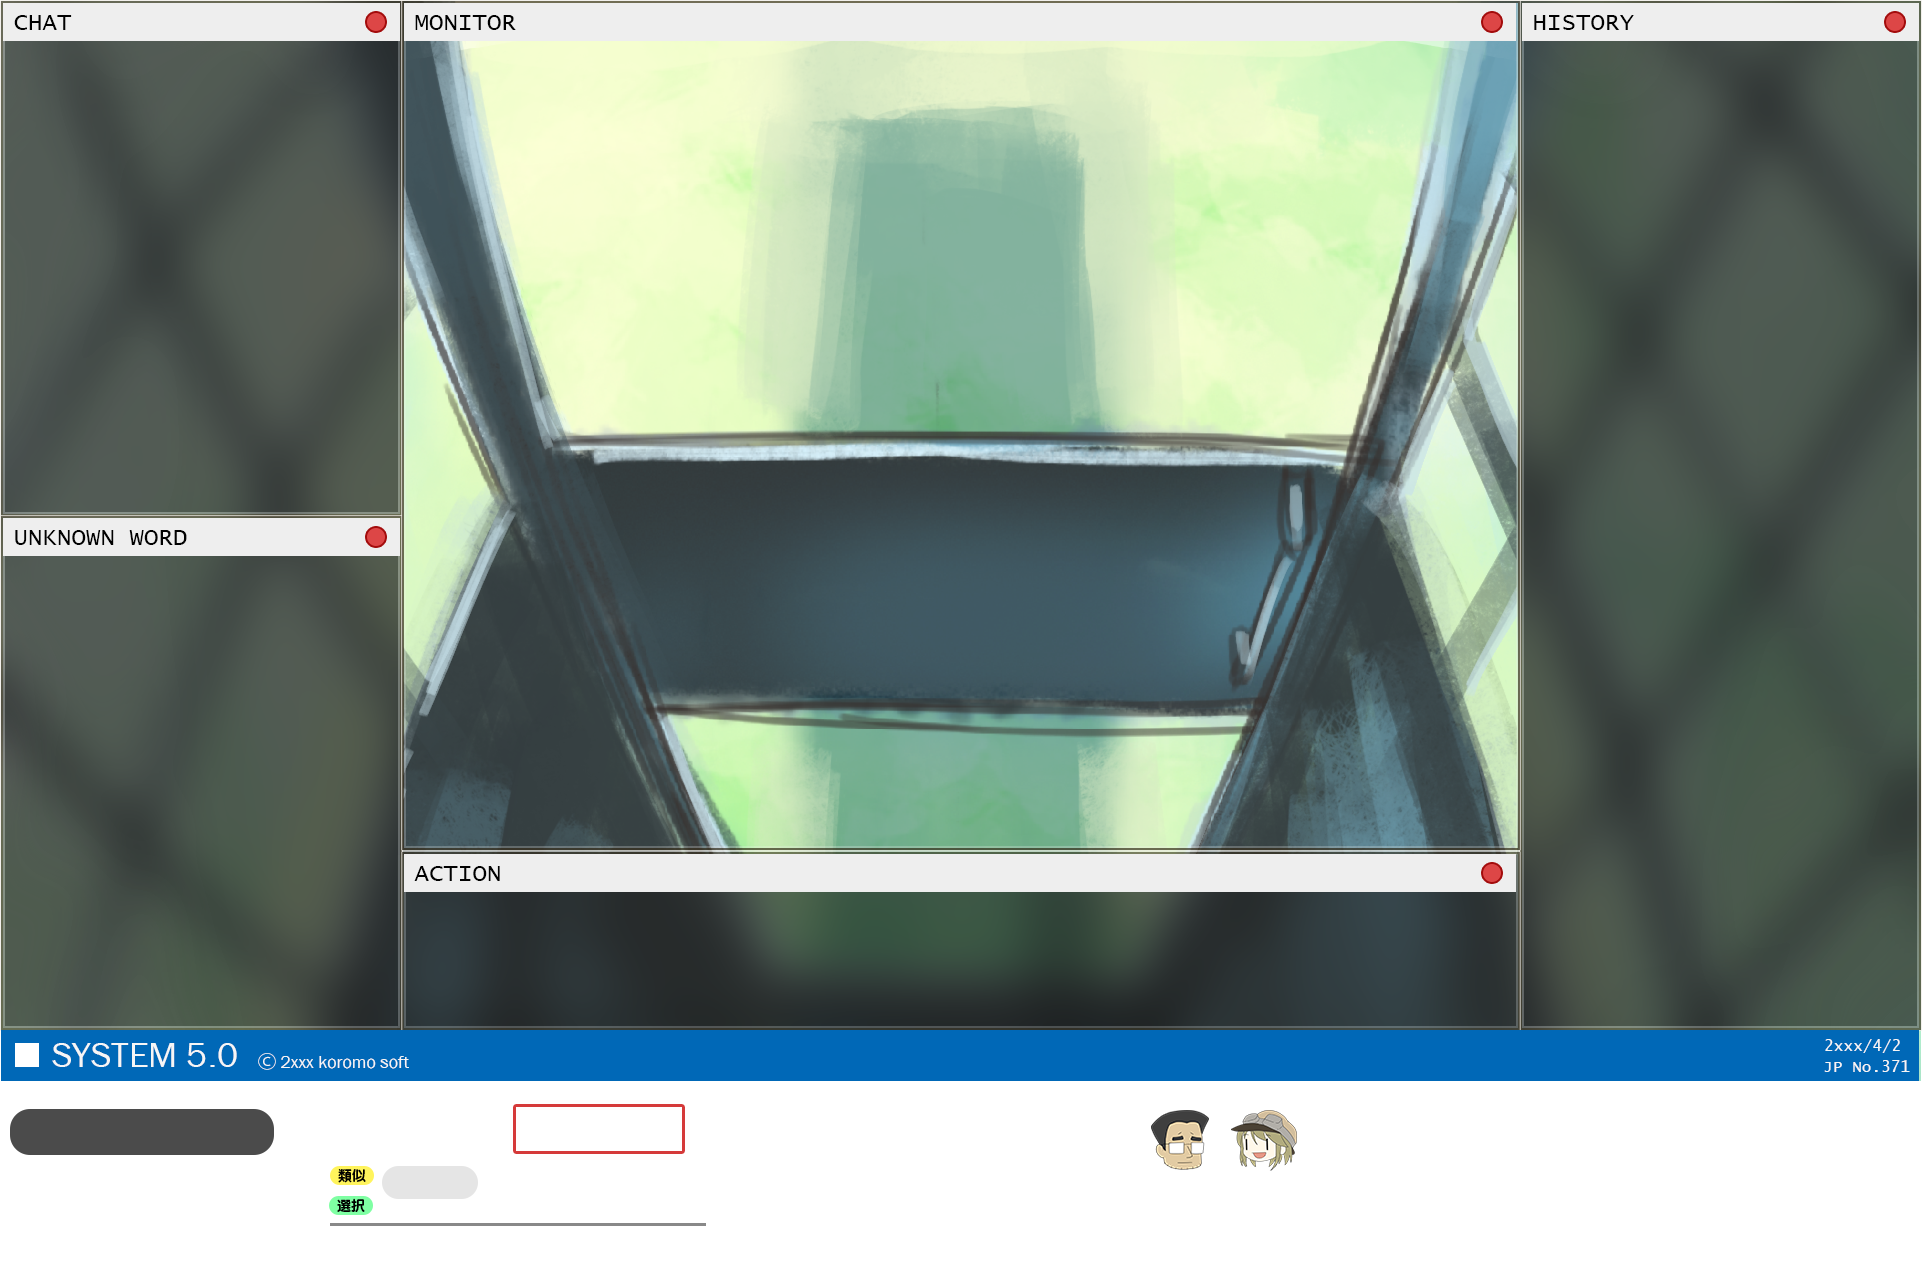 CHAT
MONITOR
HISTORY
UNKNOWN WORD
ACTION
SYSTEM 5.0
© 2xxx koromo soft
2xxx/4/2
JP No.371
類似
選択